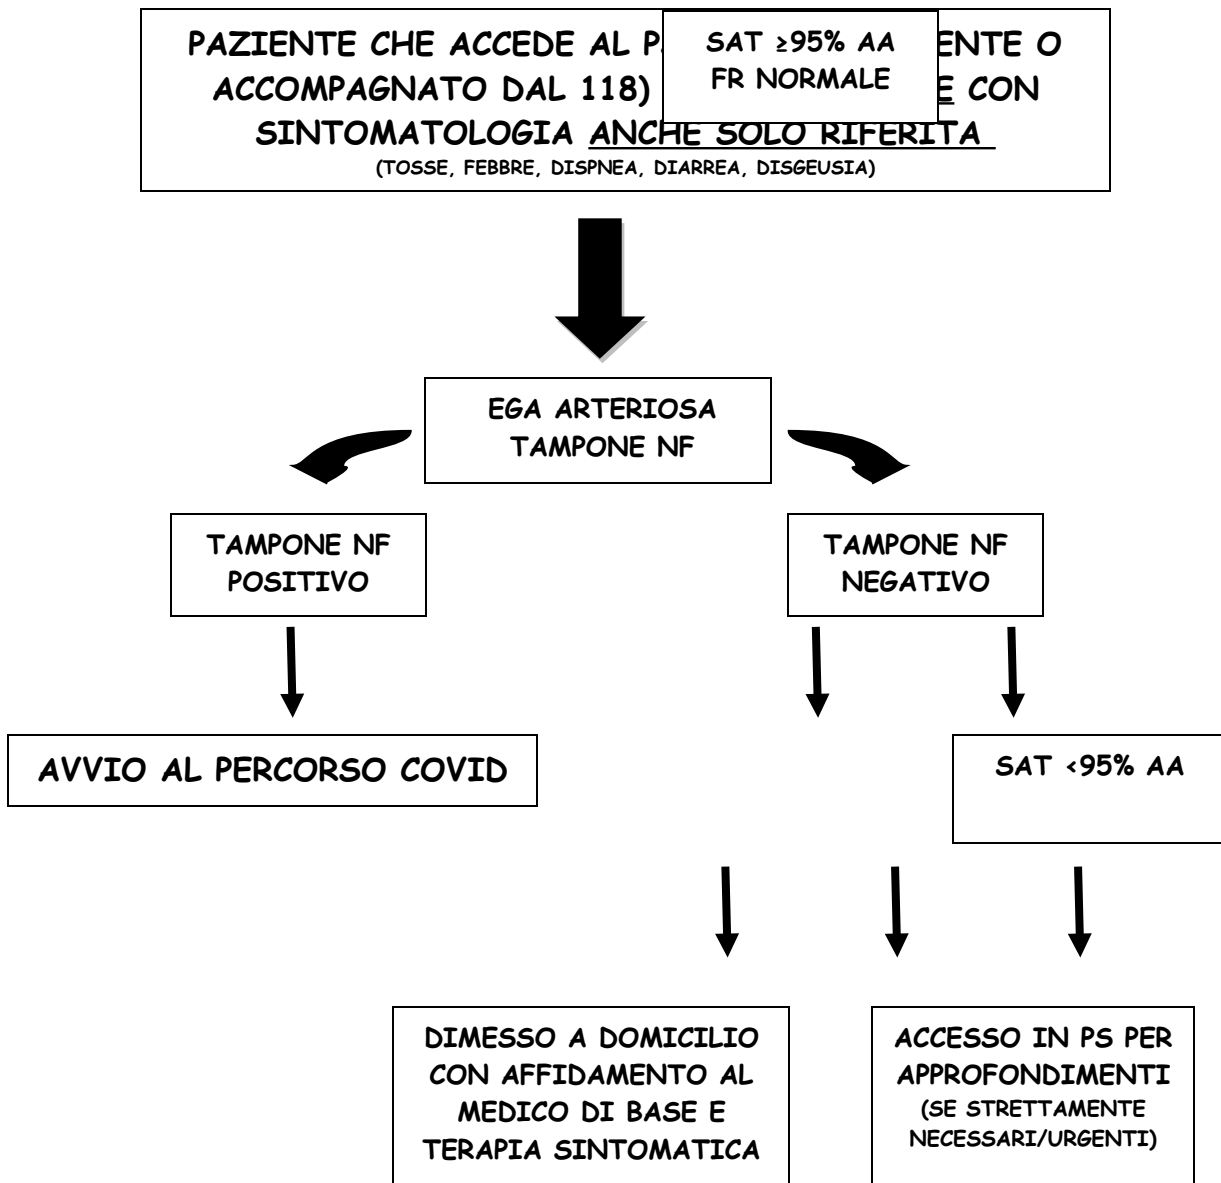 PAZIENTE CHE ACCEDE AL ENTE O
ACCOMPAGNATO DAL 118) CON
SINTOMATOLOGIA ANCHE SOLO RIFERITA
(TOSSE, FEBBRE, DISPNEA, DIARREA, DISGEUSIA)
SAT ≥95% AA
FR NORMALE
EGA ARTERIOSA
TAMPONE NF
TAMPONE NF
POSITIVO
TAMPONE NF
NEGATIVO
AVVIO AL PERCORSO COVID
SAT <95% AA
DIMESSO A DOMICILIO
CON AFFIDAMENTO AL
MEDICO DI BASE E
TERAPIA SINTOMATICA
ACCESSO IN PS PER
APPROFONDIMENTI
(SE STRETTAMENTE
NECESSARI/URGENTI)